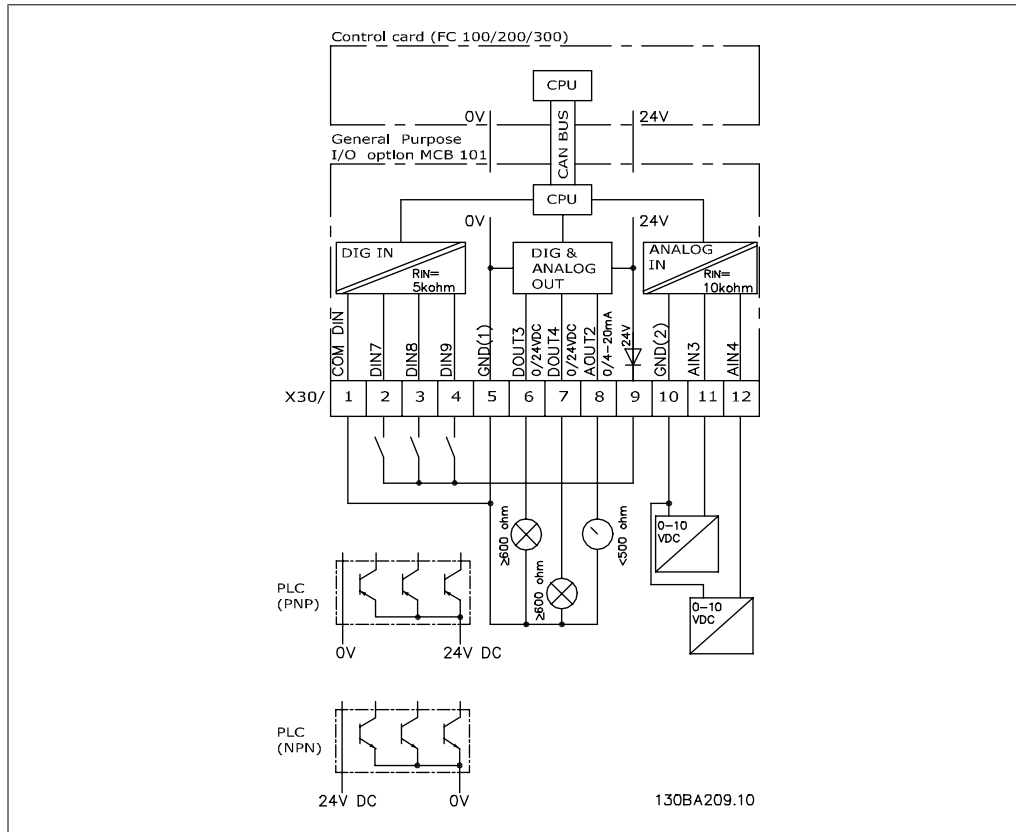 Control card (FC 100/200/300)
CPU
0V
24V
CAN BUS
General Purpose
I/O option MCB 101
CPU
0V
24V
DIG IN
RIN=
5kohm
DIG &
ANALOG
OUT
ANALOG
IN
RIN=
10kohm
COM DIN
DIN7
DIN8
DIN9
GND(1)
DOUT3
0/24VDC
DOUT4
0/24VDC
AOUT2
0/4-20mA
24V
GND(2)
AIN3
AIN4
X30/ 1 2 3 4 5 6 7 8 9 10 11 12
≥600 ohm
≥600 ohm
<500 ohm
0-10
VDC
0-10
VDC
PLC
(PNP)
0V
24V DC
PLC
(NPN)
24V DC
0V
130BA209.10